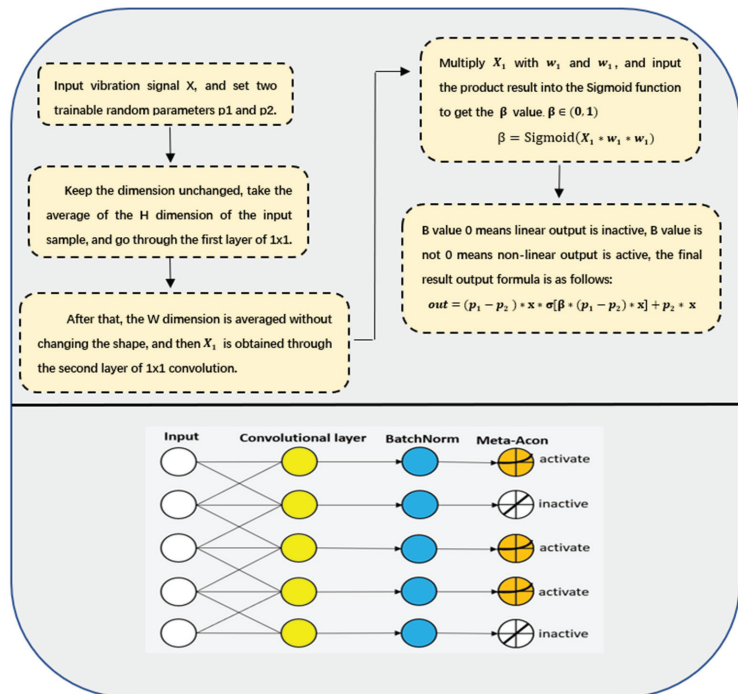 Input vibration signal X, and set two
trainable random parameters p1 and p2.
Keep the dimension unchanged, take the
average of the H dimension of the input
sample, and go through the first layer of 1x1.
After that, the W dimension is averaged without
changing the shape, and then X₁ is obtained through
the second layer of 1x1 convolution.
Multiply X₁ with w₁ and w₁, and input
the product result into the Sigmoid function
to get the β value. β ∈ (0, 1)
β = Sigmoid(X₁ * w₁ * w₁)
B value 0 means linear output is inactive, B value is
not 0 means non-linear output is active, the final
result output formula is as follows:
out = (p₁ − p₂ ) * x * σ[β * (p₁ − p₂) * x] + p₂ * x
Input Convolutional layer BatchNorm Meta-Acon
activate
inactive
activate
activate
inactive